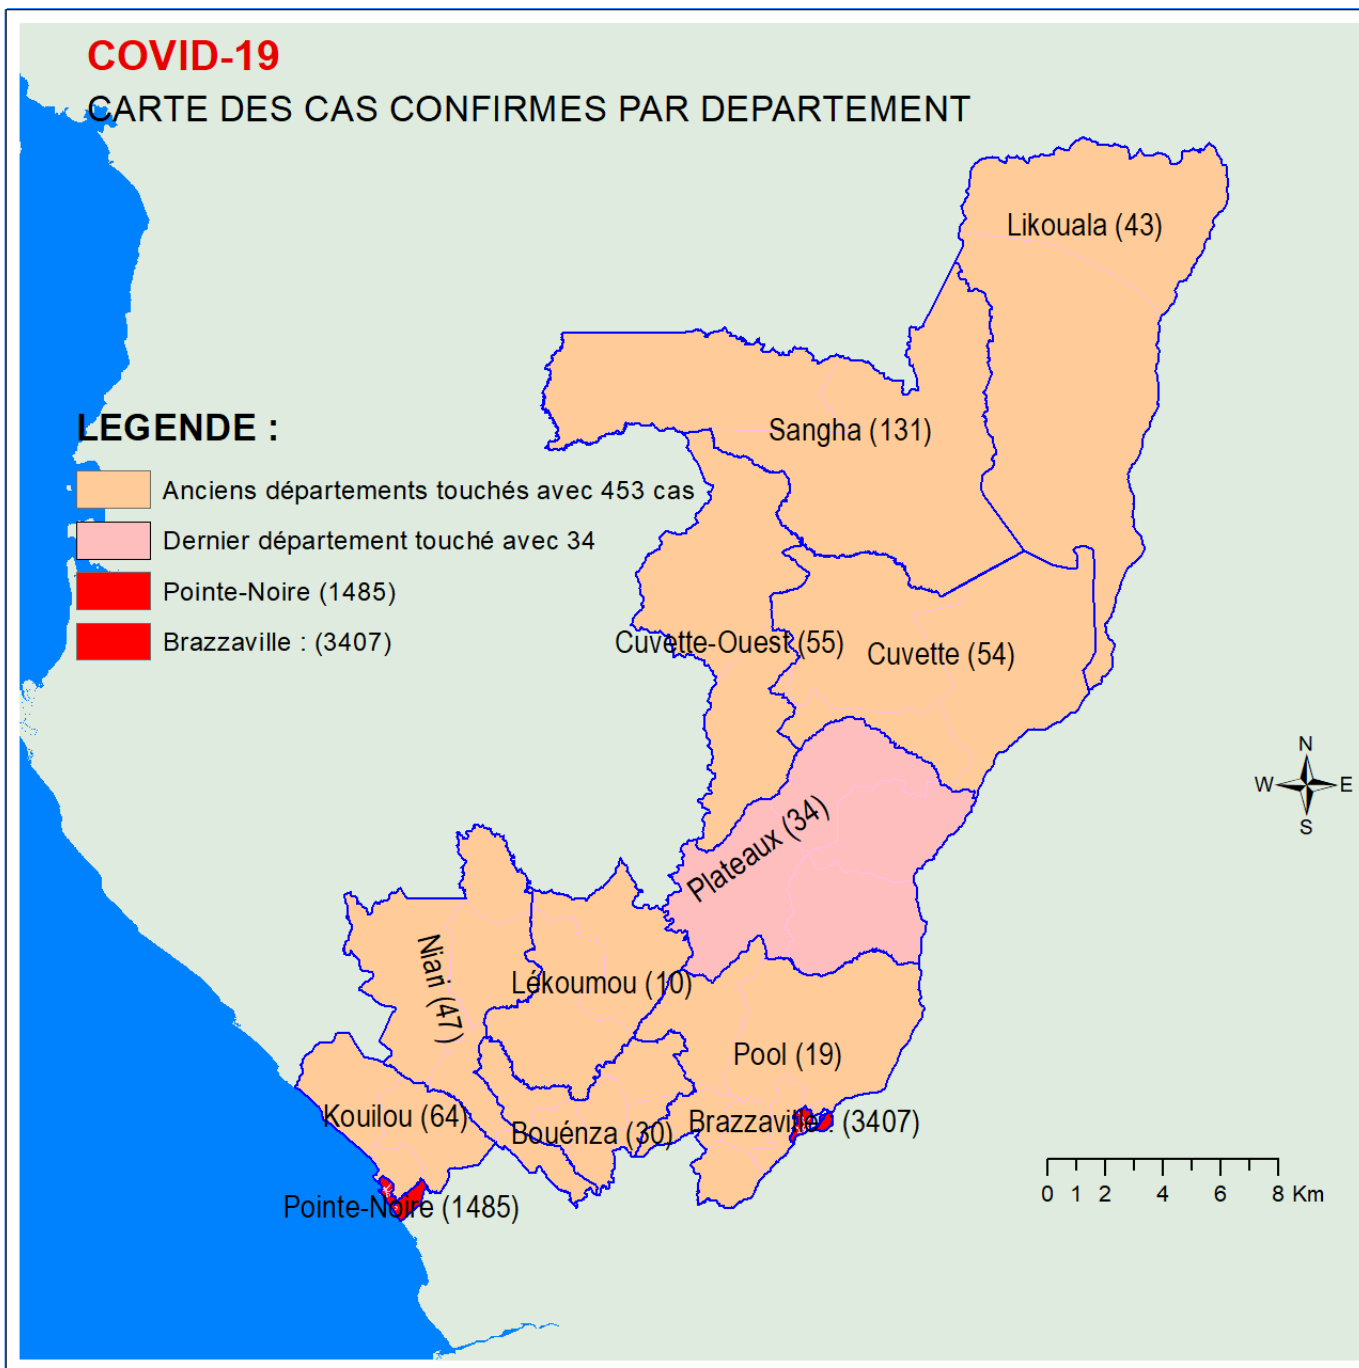 COVID-19
CARTE DES CAS CONFIRMES PAR DEPARTEMENT
Likouala (43)
Sangha (131)
LEGENDE :
Anciens départements touchés avec 453 cas
Dernier département touché avec 34
Pointe-Noire (1485)
Brazzaville : (3407)
Cuvette-Ouest (55)
Cuvette (54)
N
W E
S
Plateaux (34)
Niari (47)
Lékoumou (10)
Pool (19)
Kouilou (64)
Bouénza (30)
Brazzaville : (3407)
Pointe-Noire (1485)
0 1 2 4 6 8 Km